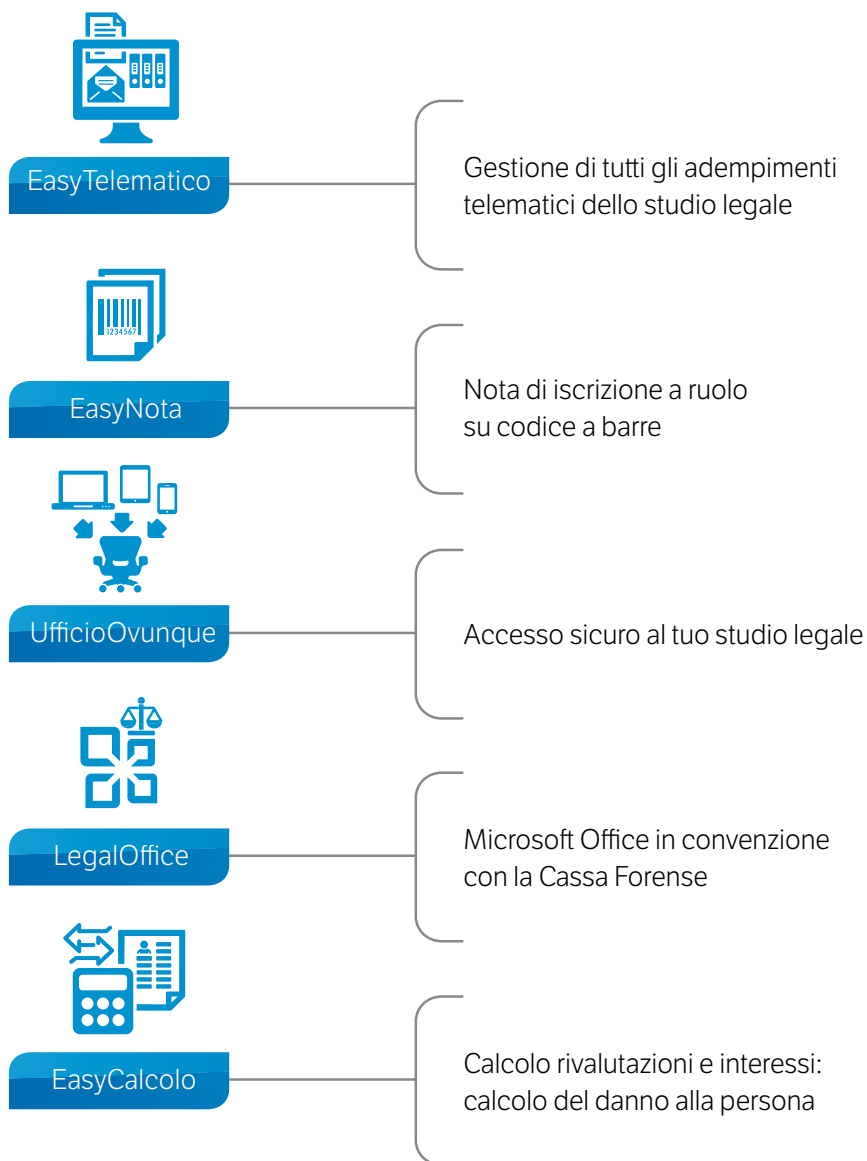 EasyTelematico
Gestione di tutti gli adempimenti
telematici dello studio legale
1234567
EasyNota
Nota di iscrizione a ruolo
su codice a barre
UfficioOvunque
Accesso sicuro al tuo studio legale
LegalOffice
Microsoft Office in convenzione
con la Cassa Forense
EasyCalcolo
Calcolo rivalutazioni e interessi:
calcolo del danno alla persona